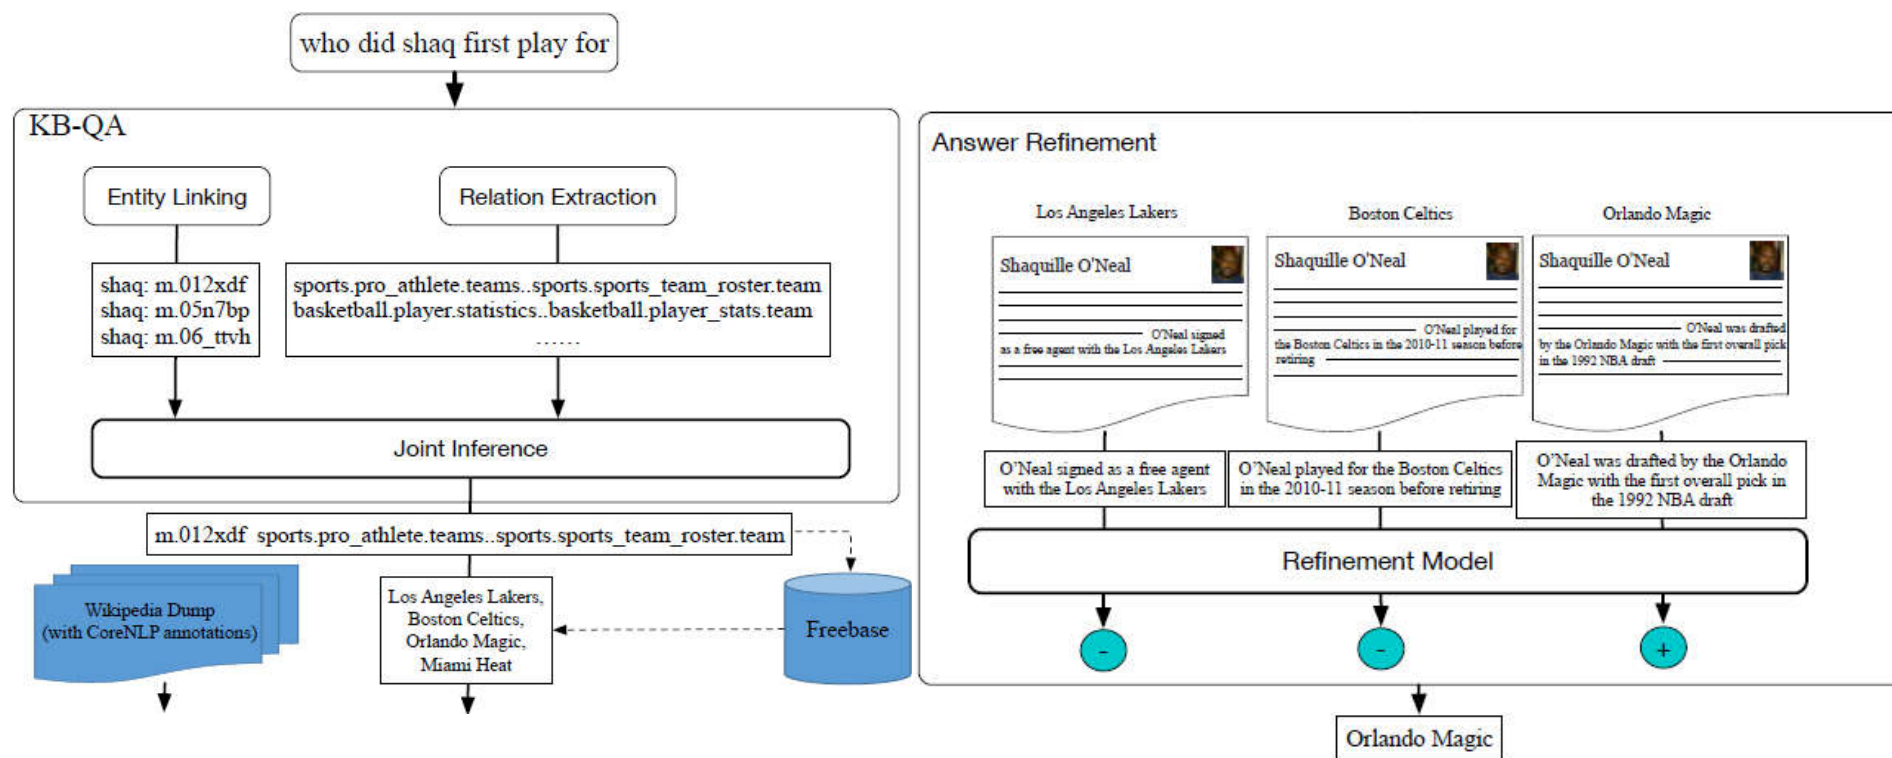 who did shaq first play for
KB-QA
Entity Linking
Relation Extraction
shaq: m.012xdf
shaq: m.05n7bp
shaq: m.06_ttvh
sports.pro_athlete.teams..sports.sports_team_roster.team
basketball.player.statistics..basketball.player_stats.team
......
Joint Inference
m.012xdf sports.pro_athlete.teams..sports.sports_team_roster.team
Wikipedia Dump
(with CoreNLP annotations)
Los Angeles Lakers,
Boston Celtics,
Orlando Magic,
Miami Heat
Freebase
Answer Refinement
Los Angeles Lakers
Shaquille O'Neal
O'Neal signed
as a free agent with the Los Angeles Lakers
Boston Celtics
Shaquille O'Neal
O'Neal played for
the Boston Celtics in the 2010-11 season before
retiring
Orlando Magic
Shaquille O'Neal
O'Neal was drafted
by the Orlando Magic with the first overall pick
in the 1992 NBA draft
O'Neal signed as a free agent
with the Los Angeles Lakers
O'Neal played for the Boston Celtics
in the 2010-11 season before retiring
O'Neal was drafted by the Orlando
Magic with the first overall pick in
the 1992 NBA draft
Refinement Model
-
-
+
Orlando Magic